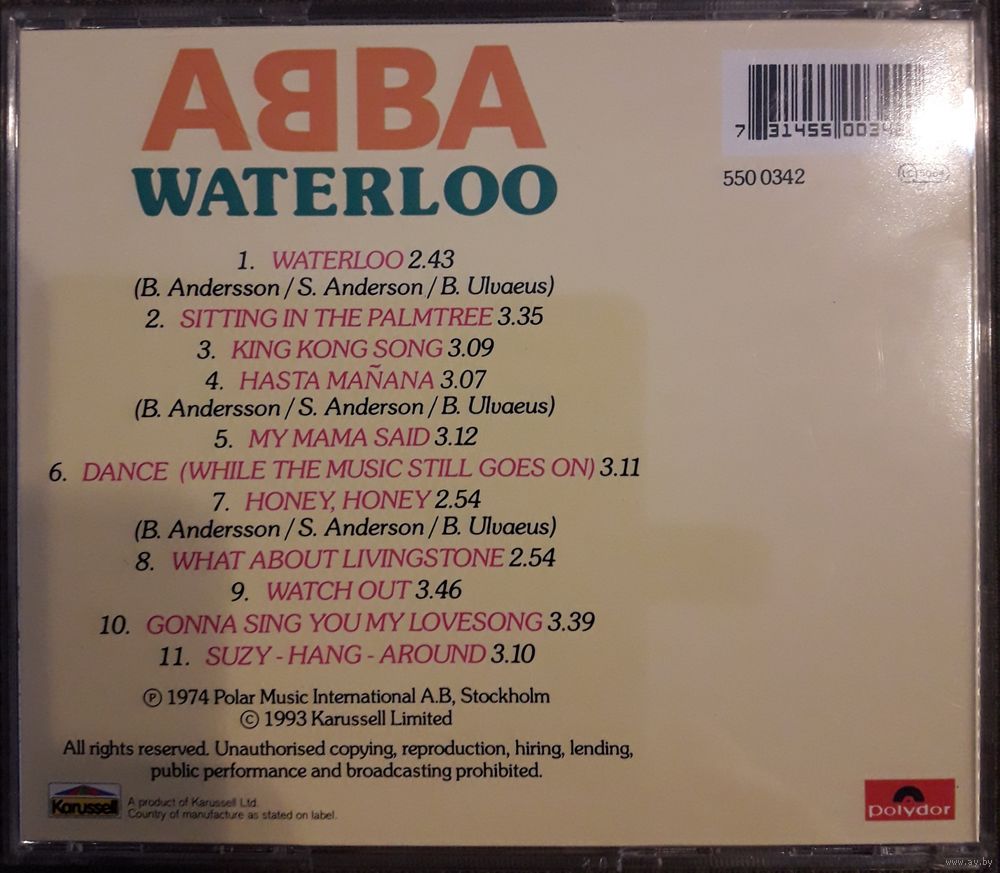 ABBA
WATERLOO
7 31455 0034
550 0342
1. WATERLOO 2.43
(B. Andersson / S. Anderson / B. Ulvaeus)
2. SITTING IN THE PALMTREE 3.35
3. KING KONG SONG 3.09
4. HASTA MAÑANA 3.07
(B. Andersson / S. Anderson / B. Ulvaeus)
5. MY MAMA SAID 3.12
6. DANCE (WHILE THE MUSIC STILL GOES ON) 3.11
7. HONEY, HONEY 2.54
(B. Andersson / S. Anderson / B. Ulvaeus)
8. WHAT ABOUT LIVINGSTONE 2.54
9. WATCH OUT 3.46
10. GONNA SING YOU MY LOVESONG 3.39
11. SUZY - HANG - AROUND 3.10
℗ 1974 Polar Music International A.B, Stockholm
© 1993 Karussell Limited
All rights reserved. Unauthorised copying, reproduction, hiring, lending,
public performance and broadcasting prohibited.
Karussell
A product of Karussell Ltd.
Country of manufacture as stated on label.
polydor
www.ay.by